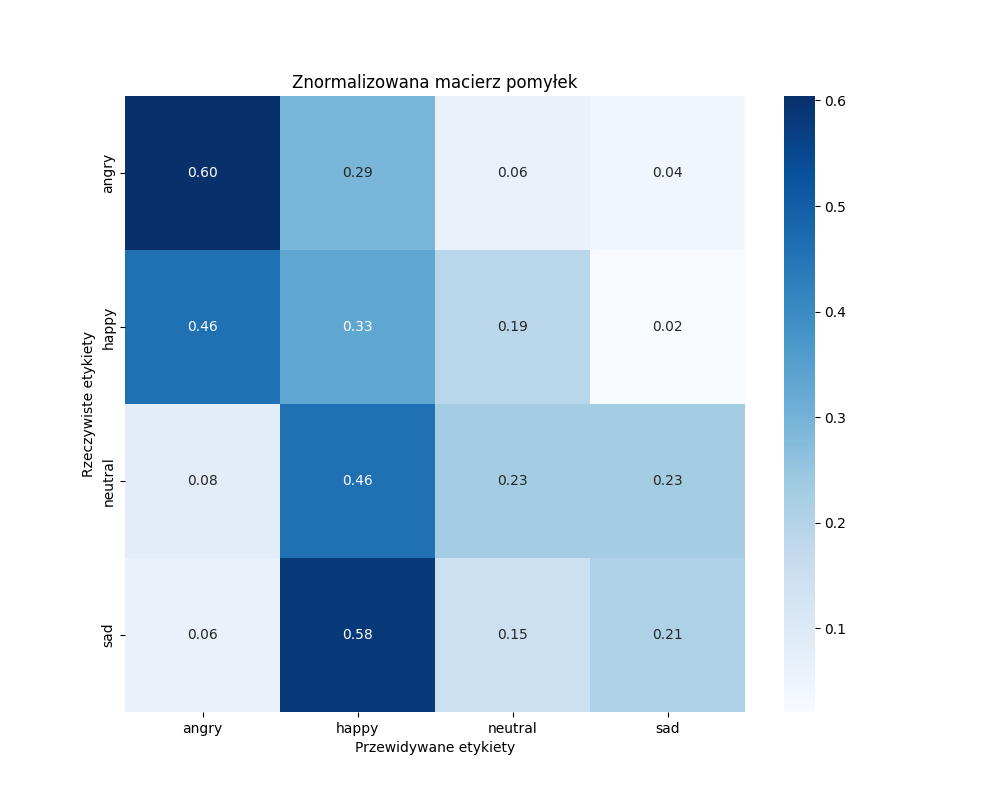 Znormalizowana macierz pomyłek
Rzeczywiste etykiety
angry 0.60 0.29 0.06 0.04
happy 0.46 0.33 0.19 0.02
neutral 0.08 0.46 0.23 0.23
sad 0.06 0.58 0.15 0.21
angry happy neutral sad
Przewidywane etykiety
0.6
0.5
0.4
0.3
0.2
0.1